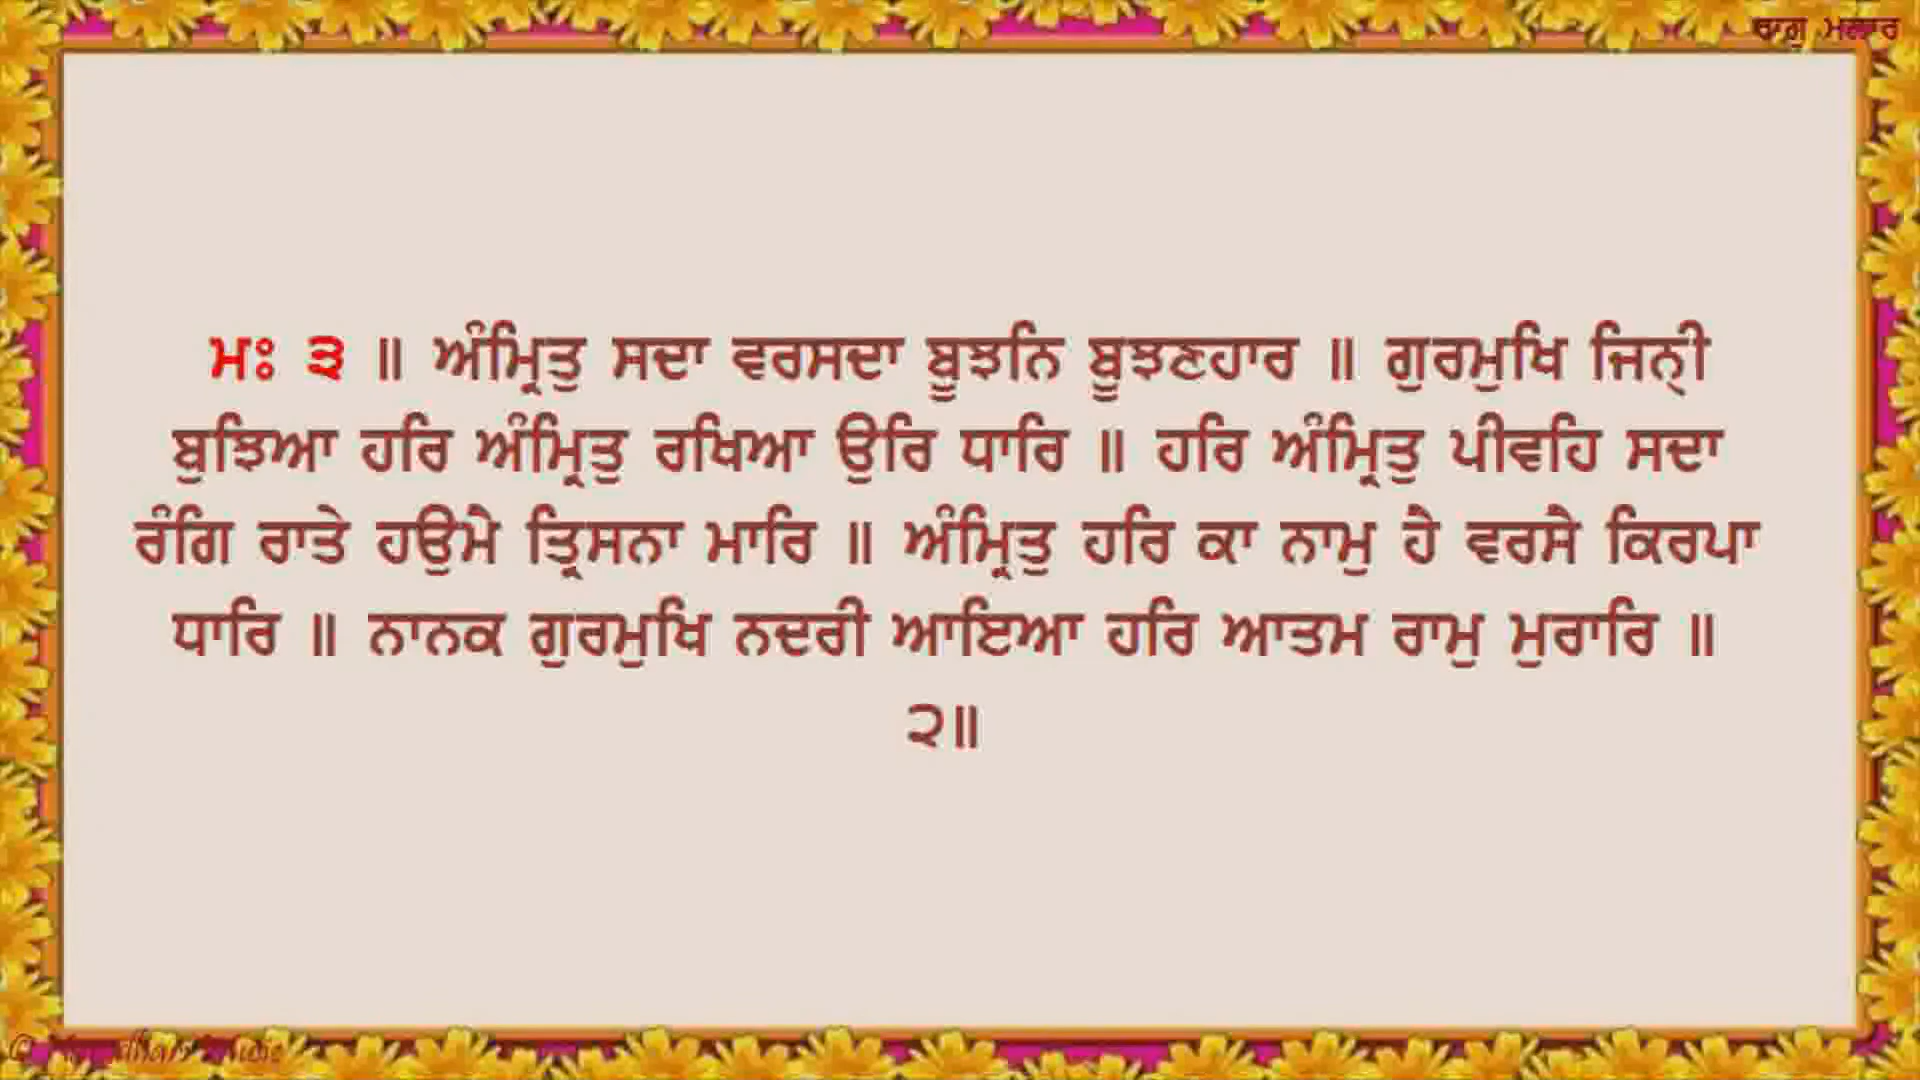 ਰਾਗੁ ਮਲਾਰ
ਮਃ ੩ ॥ ਅੰਮ੍ਰਿਤੁ ਸਦਾ ਵਰਸਦਾ ਬੂਝਨਿ ਬੂਝਣਹਾਰ ॥ ਗੁਰਮੁਖਿ ਜਿਨ੍ਹੀ
ਬੁਝਿਆ ਹਰਿ ਅੰਮ੍ਰਿਤੁ ਰਖਿਆ ਉਰਿ ਧਾਰਿ ॥ ਹਰਿ ਅੰਮ੍ਰਿਤੁ ਪੀਵਹਿ ਸਦਾ
ਰੰਗਿ ਰਾਤੇ ਹਉਮੈ ਤ੍ਰਿਸਨਾ ਮਾਰਿ ॥ ਅੰਮ੍ਰਿਤੁ ਹਰਿ ਕਾ ਨਾਮੁ ਹੈ ਵਰਸੈ ਕਿਰਪਾ
ਧਾਰਿ ॥ ਨਾਨਕ ਗੁਰਮੁਖਿ ਨਦਰੀ ਆਇਆ ਹਰਿ ਆਤਮ ਰਾਮੁ ਮੁਰਾਰਿ ॥
੨॥